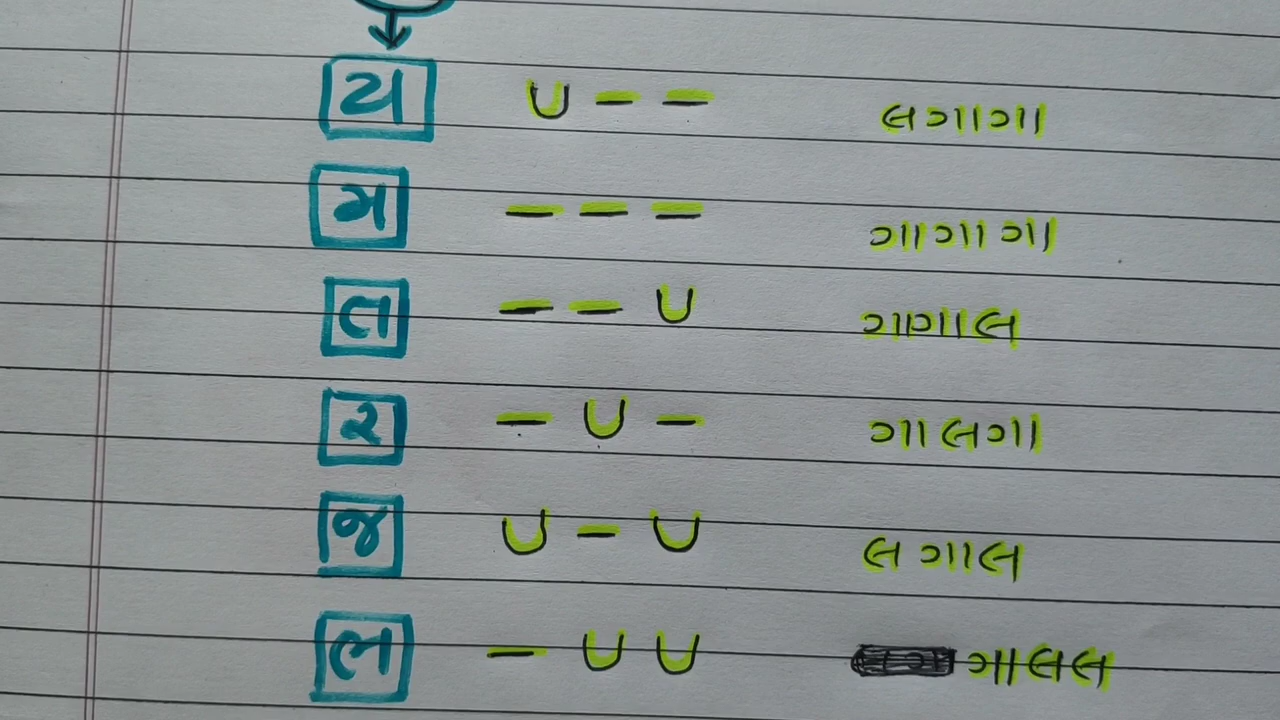 ય U - - લગાગા
મ - - - ગાગાગા
ત - - U ગાગાલ
ર - U - ગાલગા
જ U - U લગાલ
ભ - U U ગાલલ